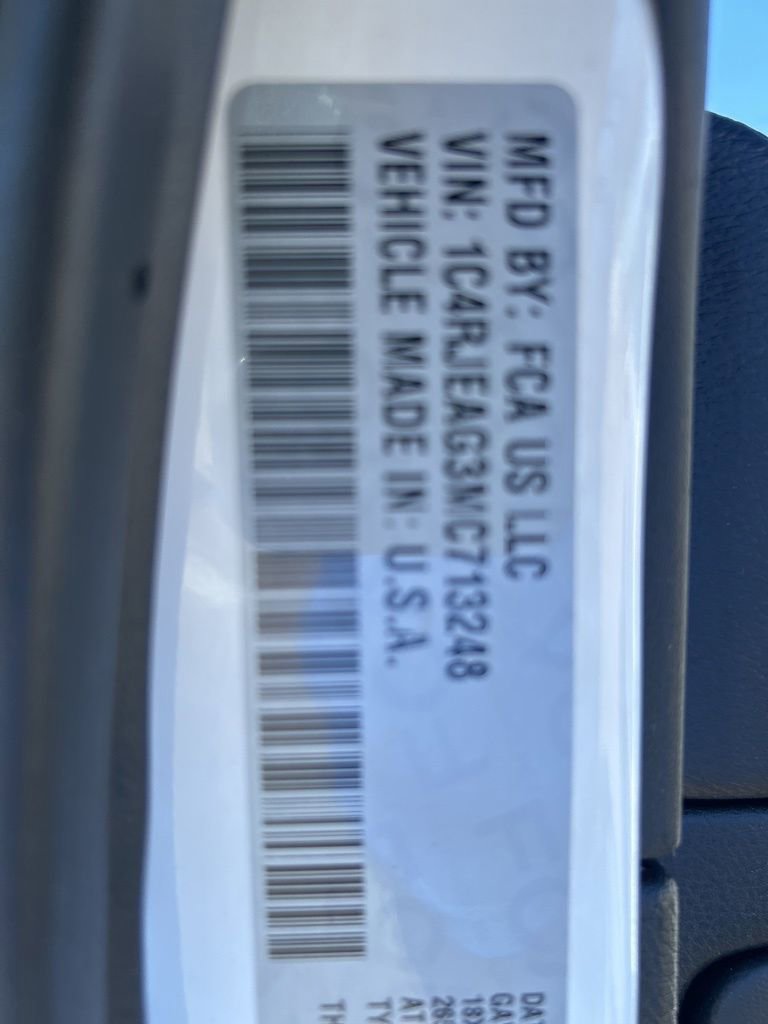 MFD BY: FCA US LLC
VIN: 1C4RJEAG3MC713248
VEHICLE MADE IN: U.S.A.